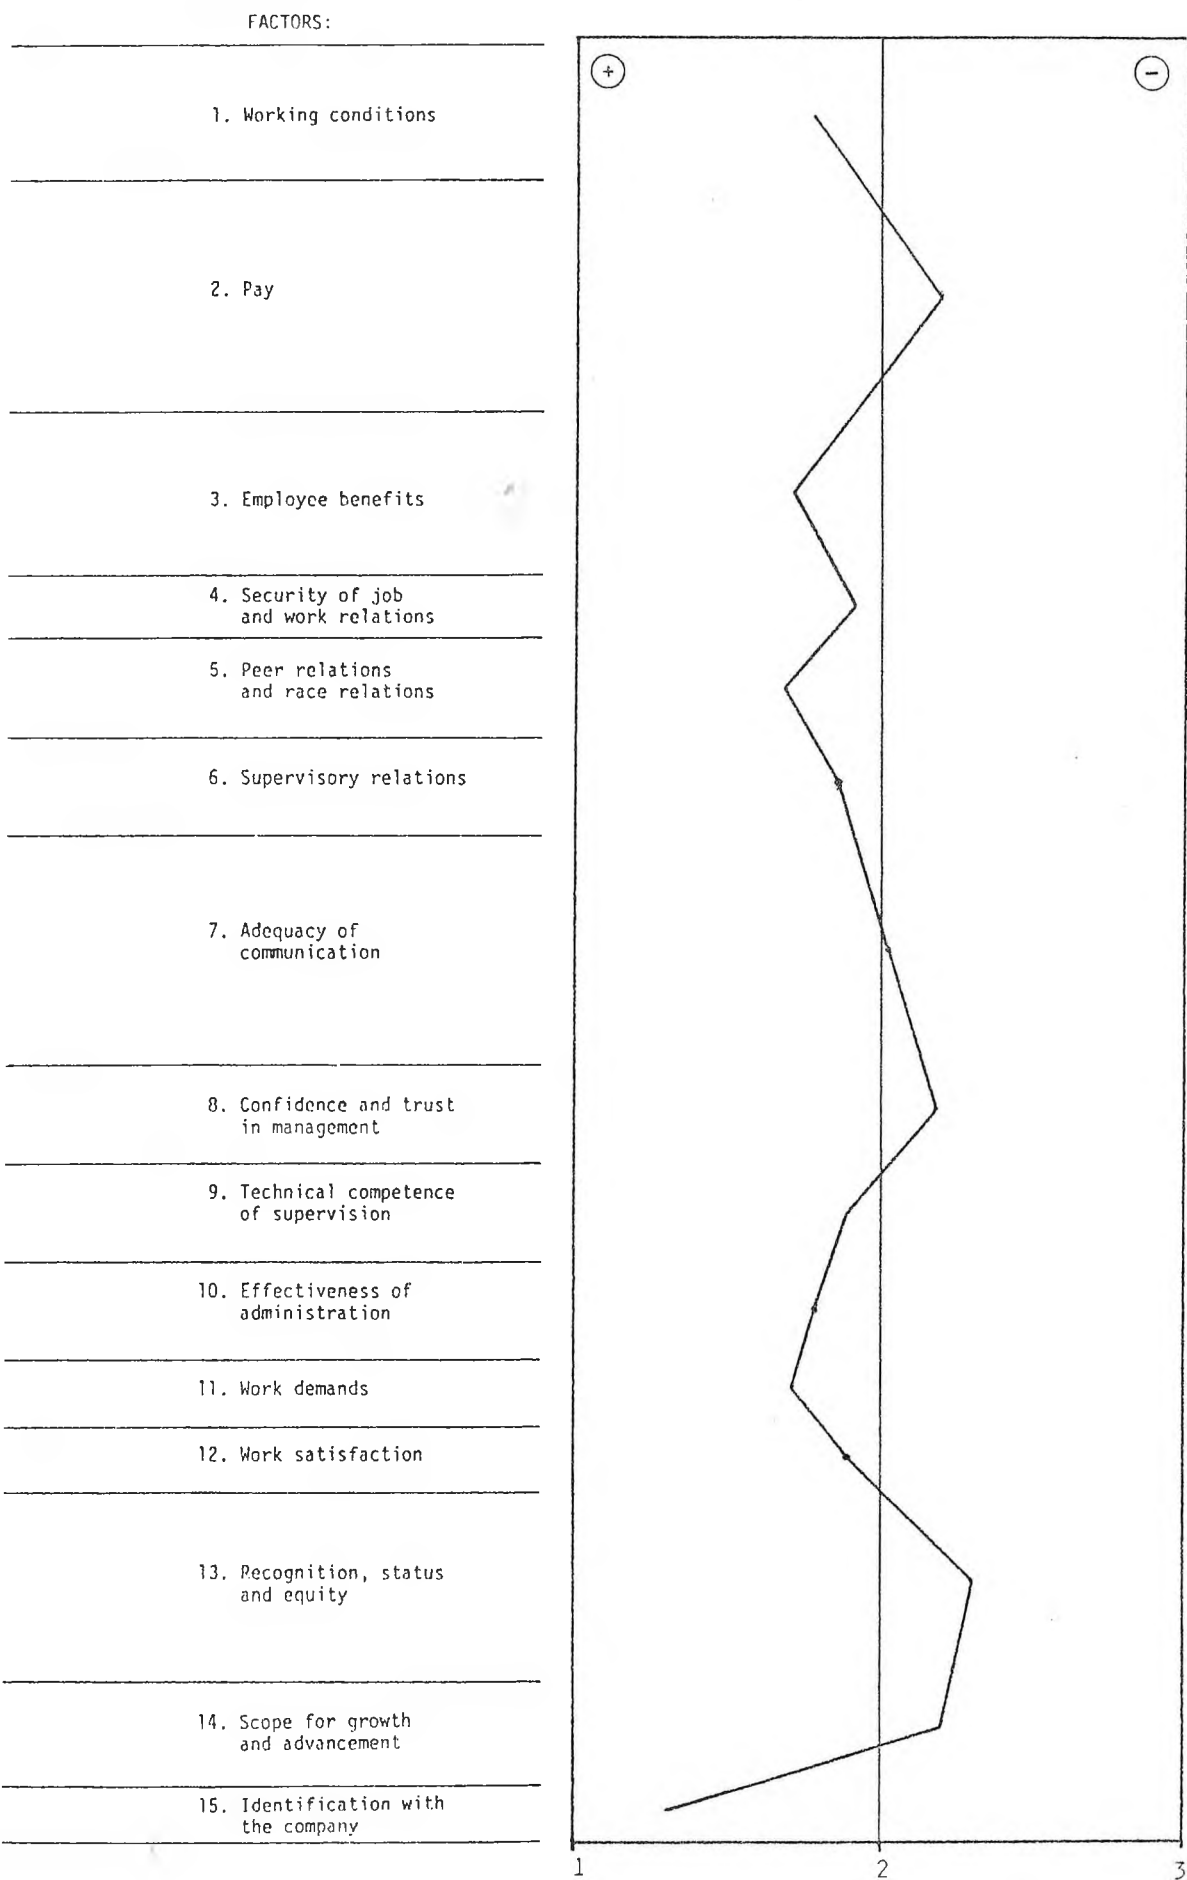 FACTORS:
+
-
1. Working conditions
2. Pay
3. Employee benefits
4. Security of job
and work relations
5. Peer relations
and race relations
6. Supervisory relations
7. Adequacy of
communication
8. Confidence and trust
in management
9. Technical competence
of supervision
10. Effectiveness of
administration
11. Work demands
12. Work satisfaction
13. Recognition, status
and equity
14. Scope for growth
and advancement
15. Identification with
the company
1 2 3